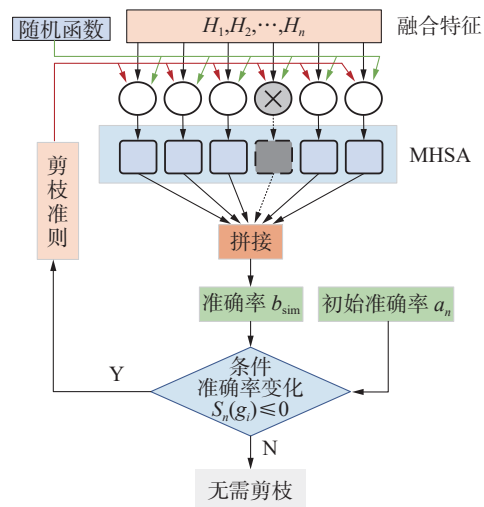 随机函数
H₁,H₂,⋯,Hₙ
融合特征
MHSA
剪枝准则
拼接
准确率 b_sim
初始准确率 aₙ
条件
准确率变化
Sₙ(gᵢ)≤0
Y
N
无需剪枝